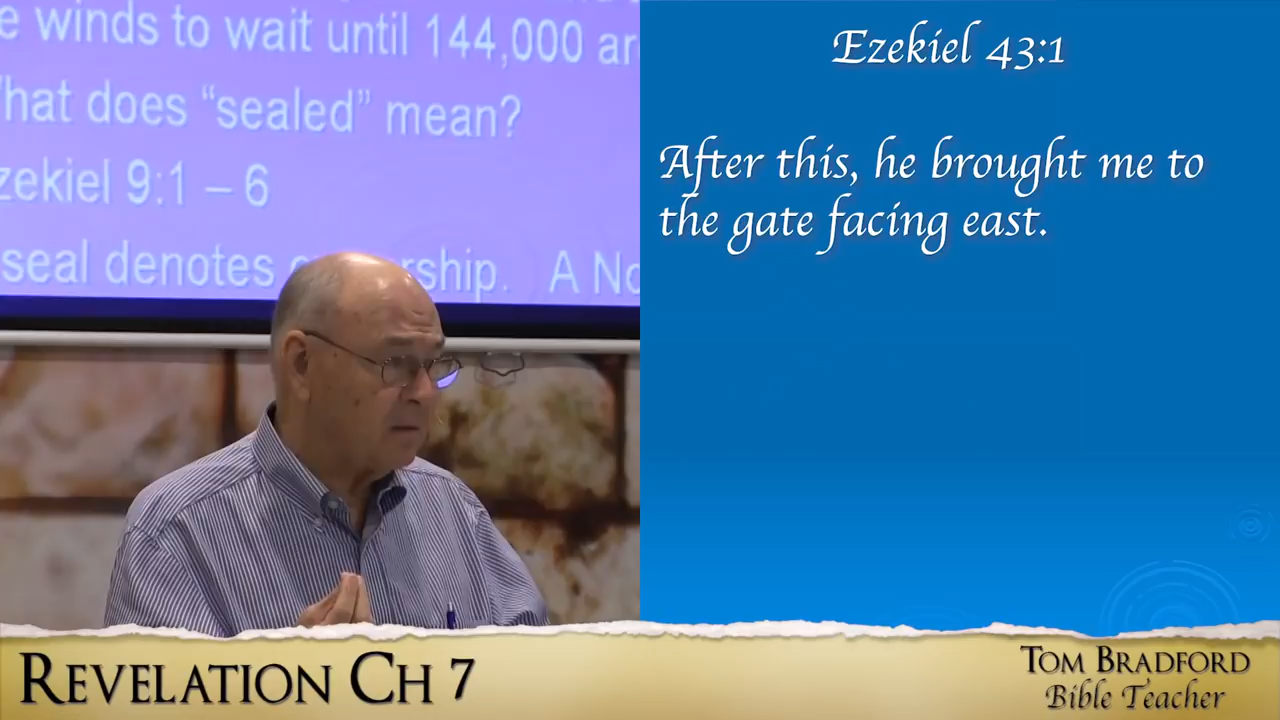 e winds to wait until 144,000 ar
hat does “sealed” mean?
zekiel 9:1 – 6
seal denotes rship. A No
Ezekiel 43:1
After this, he brought me to
the gate facing east.
REVELATION CH 7
TOM BRADFORD
Bible Teacher